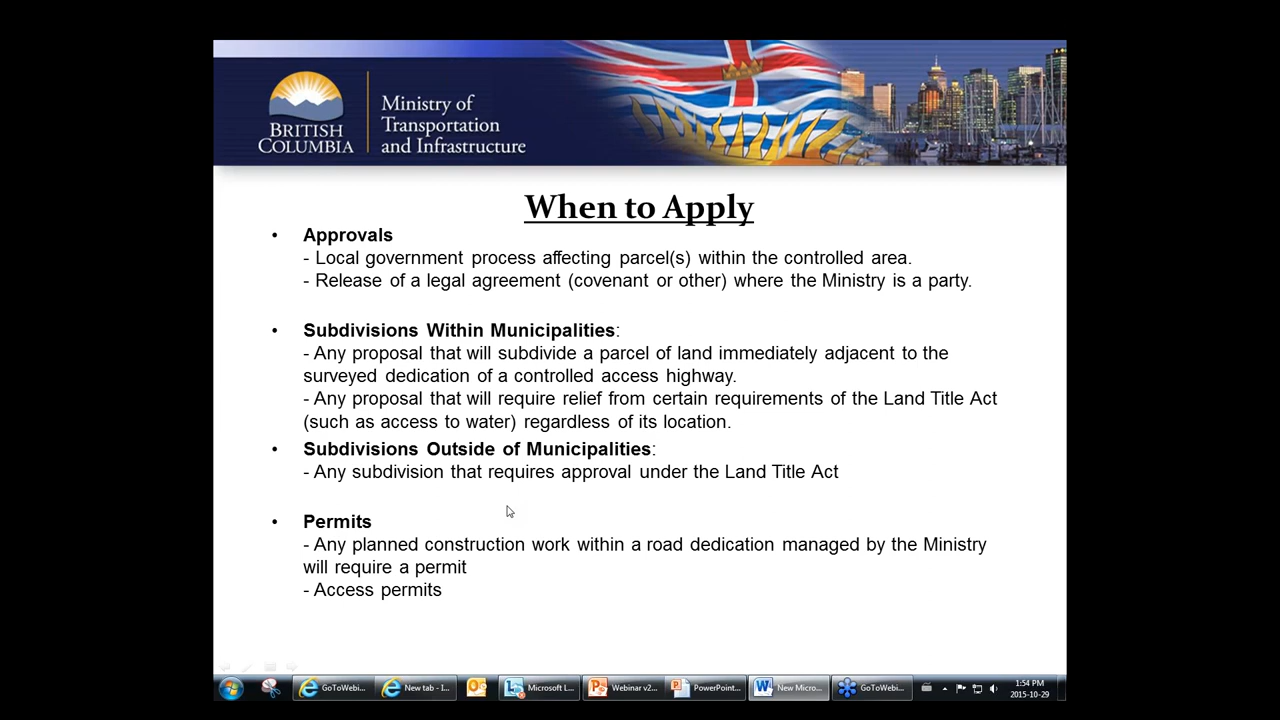 BRITISH
COLUMBIA
Ministry of
Transportation
and Infrastructure
When to Apply
• Approvals
- Local government process affecting parcel(s) within the controlled area.
- Release of a legal agreement (covenant or other) where the Ministry is a party.
• Subdivisions Within Municipalities:
- Any proposal that will subdivide a parcel of land immediately adjacent to the
surveyed dedication of a controlled access highway.
- Any proposal that will require relief from certain requirements of the Land Title Act
(such as access to water) regardless of its location.
• Subdivisions Outside of Municipalities:
- Any subdivision that requires approval under the Land Title Act
• Permits
- Any planned construction work within a road dedication managed by the Ministry
will require a permit
- Access permits
GoToWebi...
New tab - I...
Microsoft L...
Webinar v2...
PowerPoint...
New Micro...
GoToWebi...
1:54 PM
2015-10-29